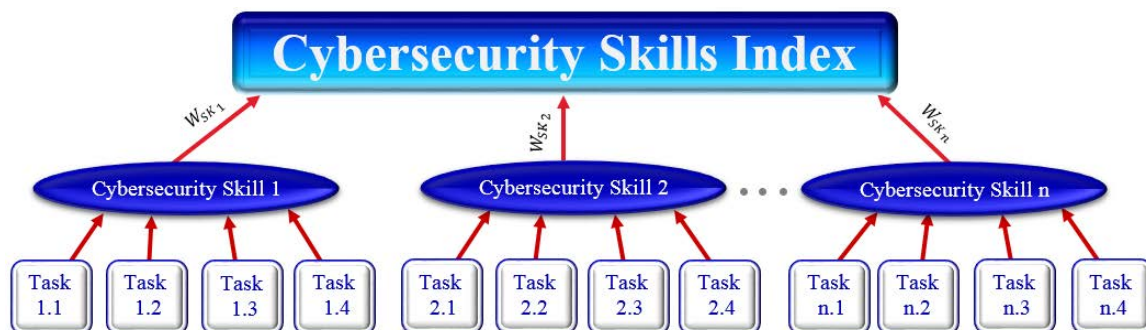 Cybersecurity Skills Index
W_SK1
W_SK2
W_SKn
Cybersecurity Skill 1
Cybersecurity Skill 2
Cybersecurity Skill n
Task 1.1
Task 1.2
Task 1.3
Task 1.4
Task 2.1
Task 2.2
Task 2.3
Task 2.4
Task n.1
Task n.2
Task n.3
Task n.4